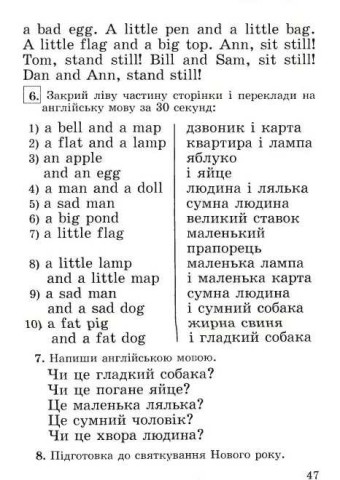 a bad egg. A little pen and a little bag.
A little flag and a big top. Ann, sit still!
Tom, stand still! Bill and Sam, sit still!
Dan and Ann, stand still!
6. Закрий ліву частину сторінки і переклади на
англійську мову за 30 секунд:
1) a bell and a map дзвоник і карта
2) a flat and a lamp квартира і лампа
3) an apple яблуко
and an egg і яйце
4) a man and a doll людина і лялька
5) a sad man сумна людина
6) a big pond великий ставок
7) a little flag маленький
прапорець
8) a little lamp маленька лампа
and a little map і маленька карта
9) a sad man сумна людина
and a sad dog і сумний собака
10) a fat pig жирна свиня
and a fat dog і гладкий собака
7. Напиши англійською мовою.
Чи це гладкий собака?
Чи це погане яйце?
Це маленька лялька?
Це сумний чоловік?
Чи це хвора людина?
8. Підготовка до святкування Нового року.
47